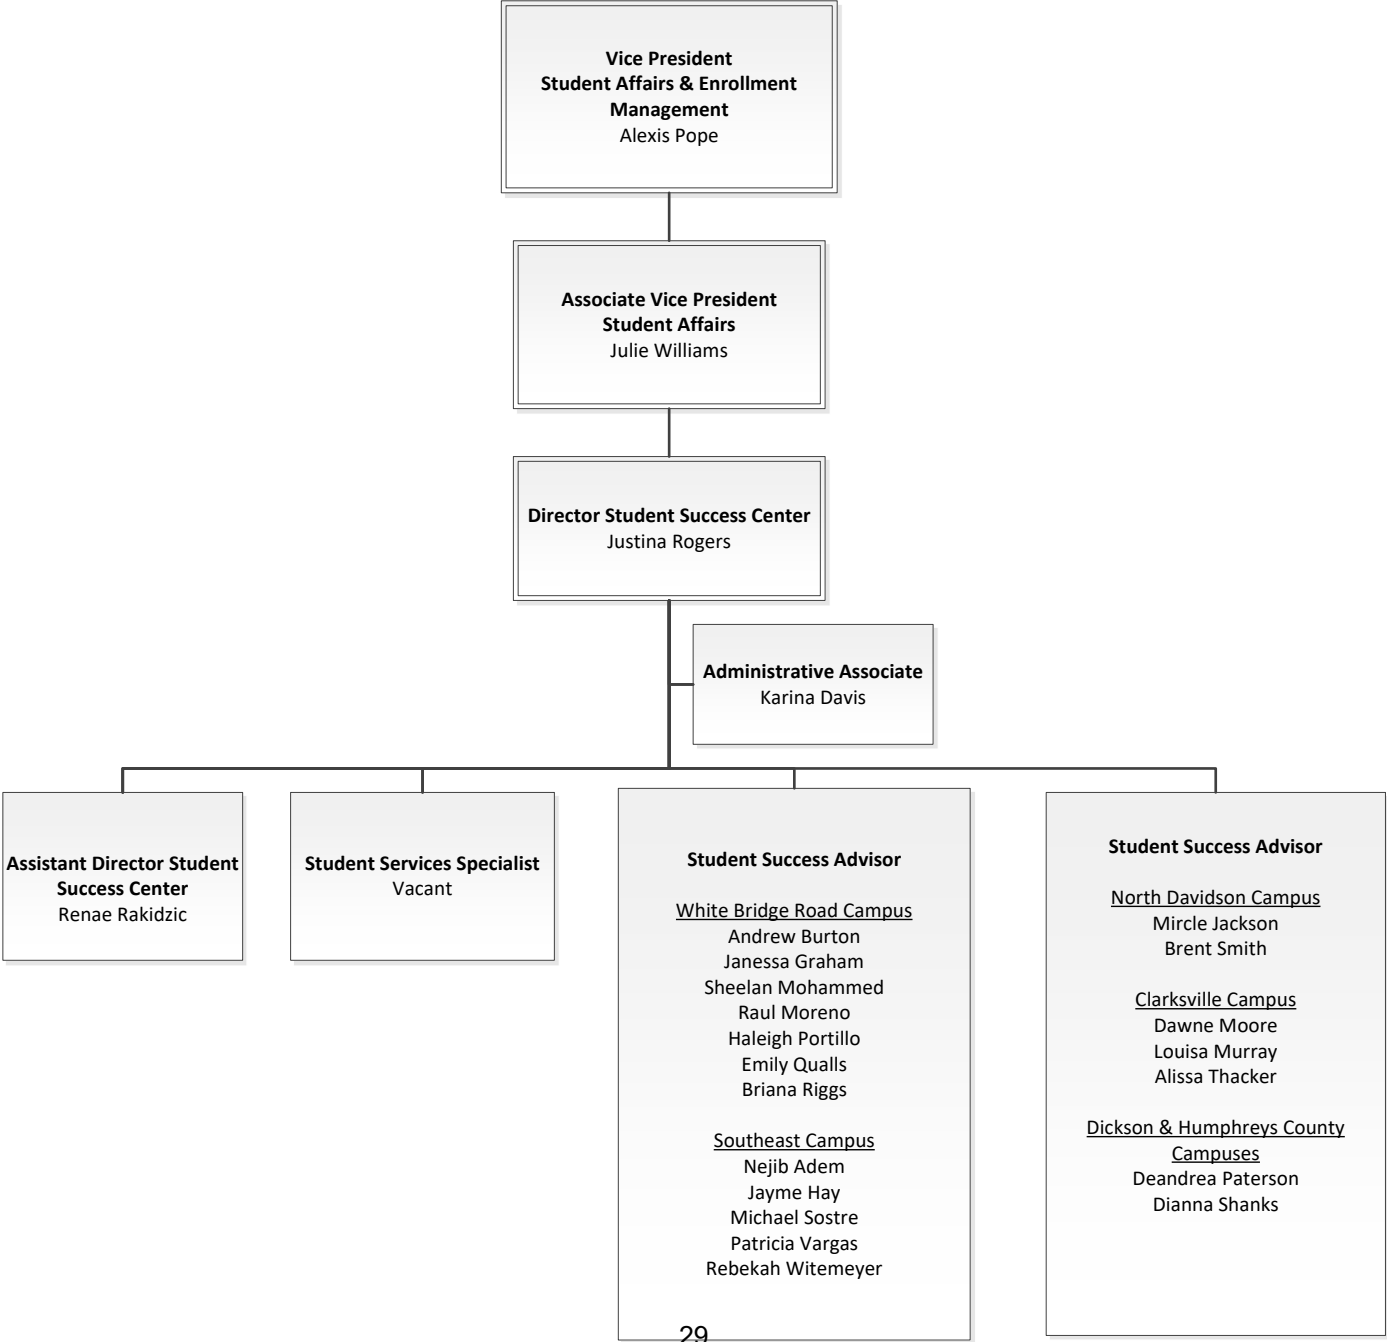 Vice President
Student Affairs & Enrollment
Management
Alexis Pope
Associate Vice President
Student Affairs
Julie Williams
Director Student Success Center
Justina Rogers
Administrative Associate
Karina Davis
Assistant Director Student
Success Center
Renae Rakidzic
Student Services Specialist
Vacant
Student Success Advisor
White Bridge Road Campus
Andrew Burton
Janessa Graham
Sheelan Mohammed
Raul Moreno
Haleigh Portillo
Emily Qualls
Briana Riggs
Southeast Campus
Nejib Adem
Jayme Hay
Michael Sostre
Patricia Vargas
Rebekah Witemeyer
Student Success Advisor
North Davidson Campus
Mircle Jackson
Brent Smith
Clarksville Campus
Dawne Moore
Louisa Murray
Alissa Thacker
Dickson & Humphreys County
Campuses
Deandrea Paterson
Dianna Shanks
29